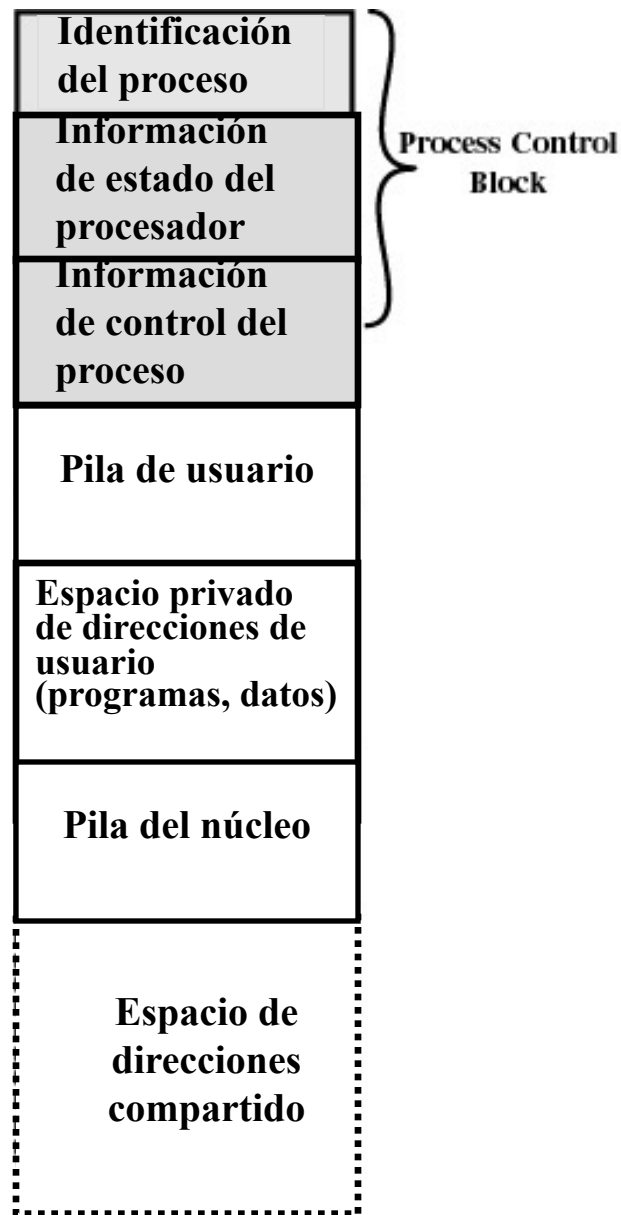 Identificación
del proceso
Información
de estado del
procesador
Información
de control del
proceso
Process Control
Block
Pila de usuario
Espacio privado
de direcciones de
usuario
(programas, datos)
Pila del núcleo
Espacio de
direcciones
compartido